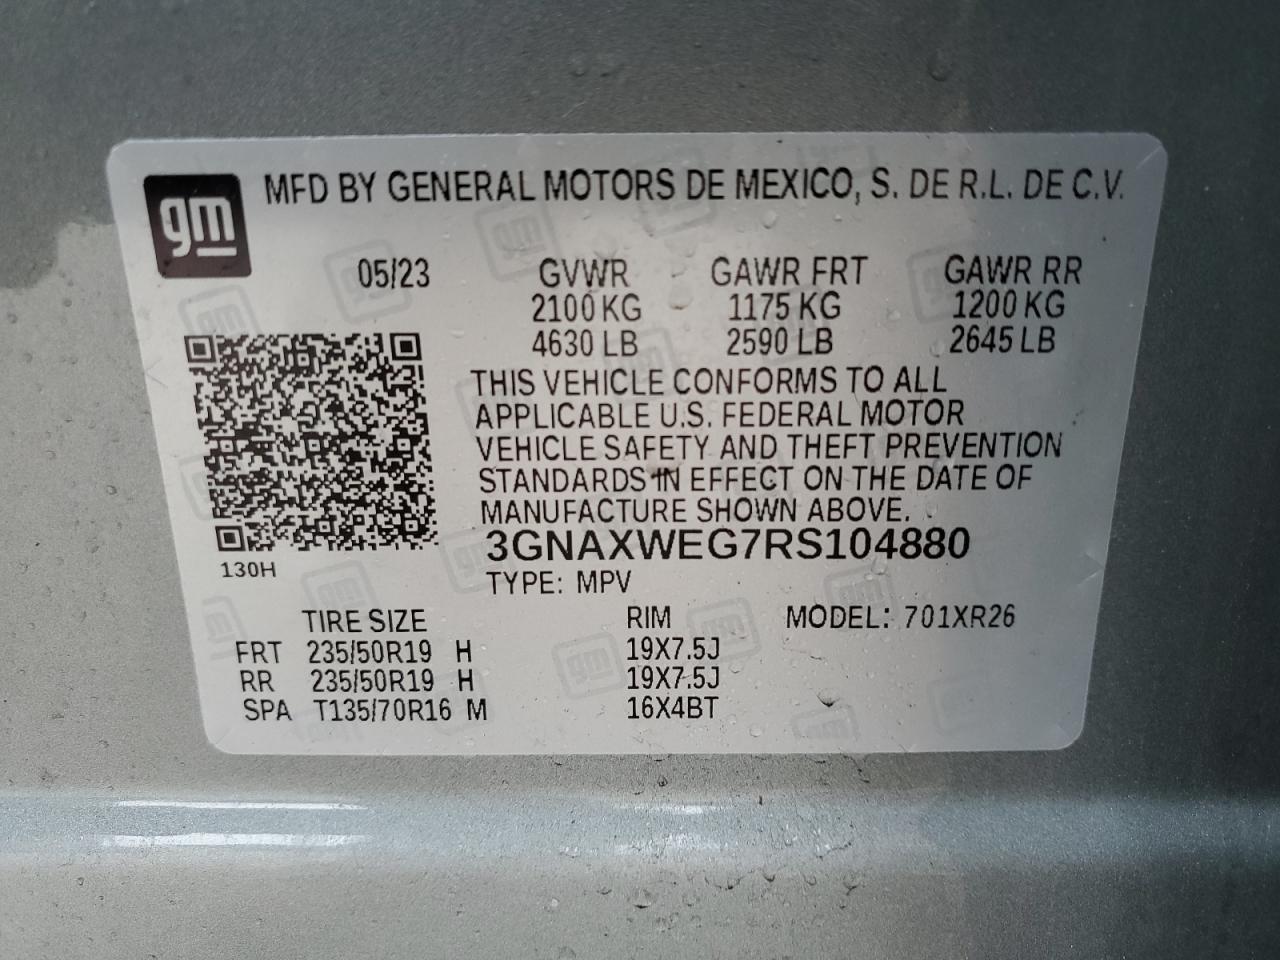 gm MFD BY GENERAL MOTORS DE MEXICO, S. DE R.L. DE C.V.
05/23 GVWR GAWR FRT GAWR RR
2100 KG 1175 KG 1200 KG
4630 LB 2590 LB 2645 LB
THIS VEHICLE CONFORMS TO ALL
APPLICABLE U.S. FEDERAL MOTOR
VEHICLE SAFETY AND THEFT PREVENTION
STANDARDS IN EFFECT ON THE DATE OF
MANUFACTURE SHOWN ABOVE.
3GNAXWEG7RS104880
130H
TYPE: MPV
TIRE SIZE RIM MODEL: 701XR26
FRT 235/50R19 H 19X7.5J
RR 235/50R19 H 19X7.5J
SPA T135/70R16 M 16X4BT